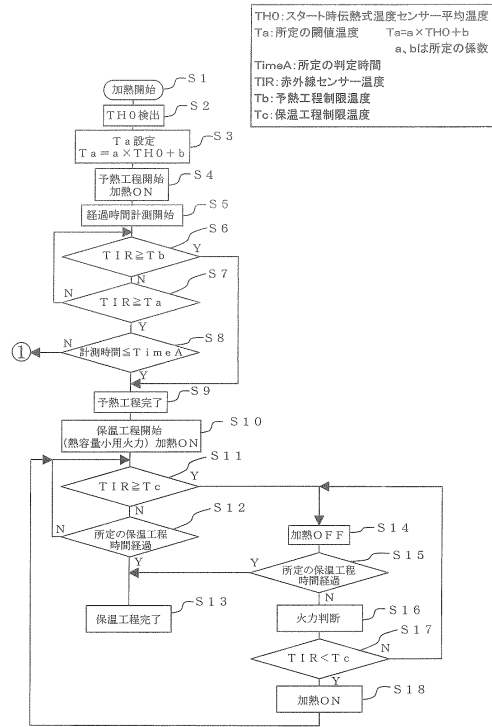 TH0:スタート時伝熱式温度センサー平均温度
Ta:所定の閾値温度 Ta=a×TH0+b
a、bは所定の係数
TimeA:所定の判定時間
TIR:赤外線センサー温度
Tb:予熱工程制限温度
Tc:保温工程制限温度
加熱開始 S1
TH0検出 S2
Ta設定 S3
Ta=a×TH0+b
予熱工程開始 S4
加熱ON
経過時間計測開始 S5
S6
TIR≧Tb Y
N
S7
N TIR≧Ta
Y
S8
① N 計測時間≦TimeA
Y
S9
予熱工程完了
保温工程開始 S10
(熱容量小用火力)加熱ON
S11
TIR≧Tc Y
N
S12
N 所定の保温工程
時間経過
Y
S13
保温工程完了
加熱OFF S14
S15
Y 所定の保温工程
時間経過
N
火力判断 S16
S17
TIR<Tc N
Y
加熱ON S18